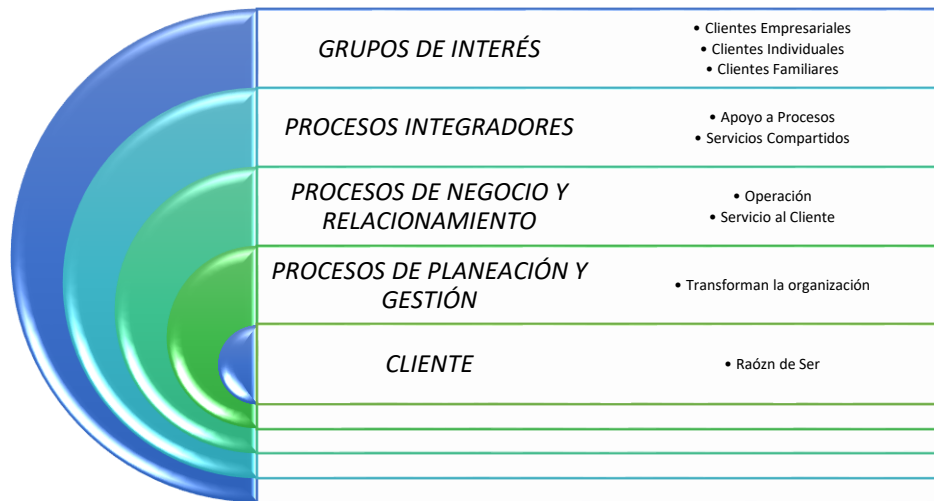 GRUPOS DE INTERÉS
• Clientes Empresariales
• Clientes Individuales
• Clientes Familiares
PROCESOS INTEGRADORES
• Apoyo a Procesos
• Servicios Compartidos
PROCESOS DE NEGOCIO Y
RELACIONAMIENTO
• Operación
• Servicio al Cliente
PROCESOS DE PLANEACIÓN Y
GESTIÓN
• Transforman la organización
CLIENTE
• Raózn de Ser